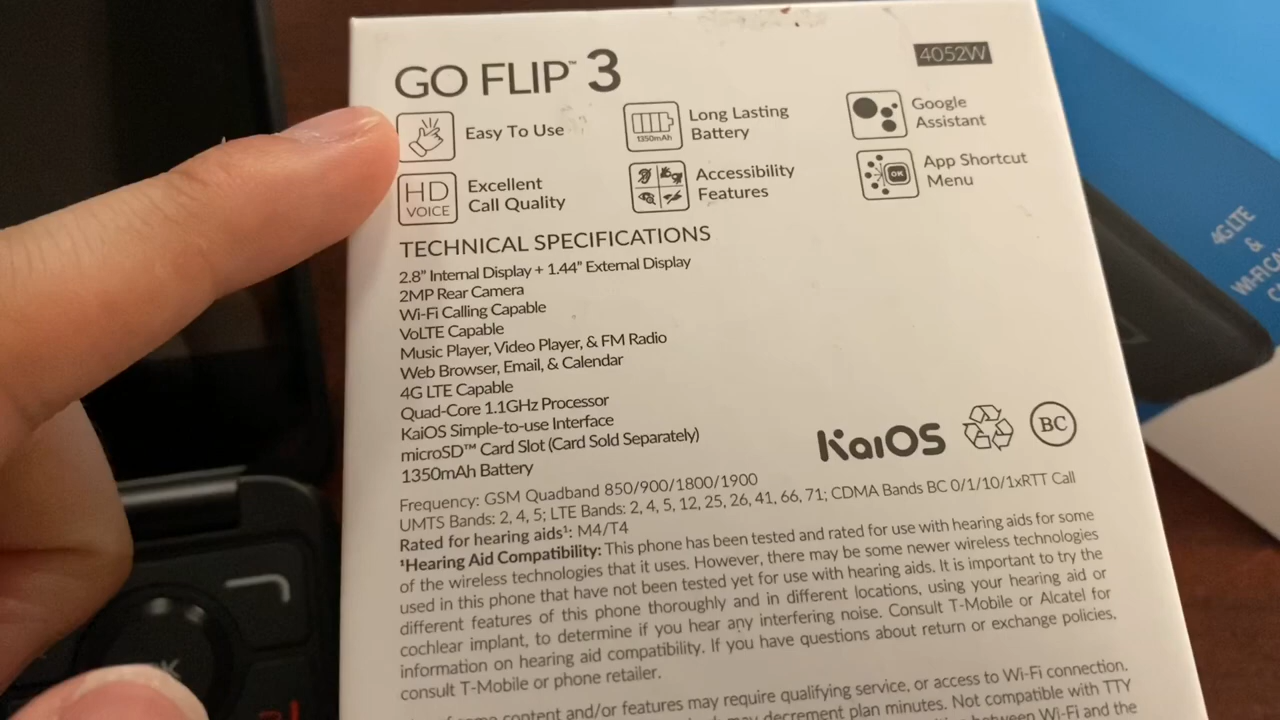 GO FLIP™ 3
4052W
Easy To Use
1350mAh
Long Lasting
Battery
Google
Assistant
HD
VOICE
Excellent
Call Quality
Accessibility
Features
OK
App Shortcut
Menu
TECHNICAL SPECIFICATIONS
2.8" Internal Display + 1.44" External Display
2MP Rear Camera
Wi-Fi Calling Capable
VoLTE Capable
Music Player, Video Player, & FM Radio
Web Browser, Email, & Calendar
4G LTE Capable
Quad-Core 1.1GHz Processor
KaiOS Simple-to-use Interface
microSD™ Card Slot (Card Sold Separately)
1350mAh Battery
KaiOS
BC
Frequency: GSM Quadband 850/900/1800/1900
UMTS Bands: 2, 4, 5; LTE Bands: 2, 4, 5, 12, 25, 26, 41, 66, 71; CDMA Bands BC 0/1/10/1xRTT Call
Rated for hearing aids¹: M4/T4
¹Hearing Aid Compatibility: This phone has been tested and rated for use with hearing aids for some
of the wireless technologies that it uses. However, there may be some newer wireless technologies
used in this phone that have not been tested yet for use with hearing aids. It is important to try the
different features of this phone thoroughly and in different locations, using your hearing aid or
cochlear implant, to determine if you hear any interfering noise. Consult T-Mobile or Alcatel for
information on hearing aid compatibility. If you have questions about return or exchange policies,
consult T-Mobile or phone retailer.
some content and/or features may require qualifying service, or access to Wi-Fi connection.
may decrement plan minutes. Not compatible with TTY
between Wi-Fi and the
4G LTE
&